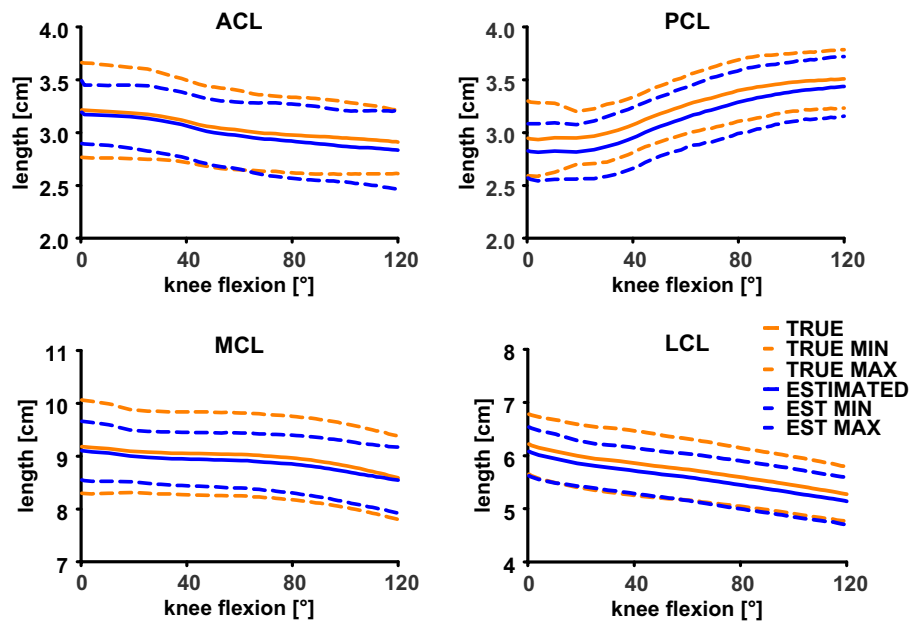 ACL
4.0
3.5
3.0
2.5
2.0
length [cm]
0 40 80 120
knee flexion [°]
PCL
4.0
3.5
3.0
2.5
2.0
length [cm]
0 40 80 120
knee flexion [°]
MCL
11
10
9
8
7
length [cm]
0 40 80 120
knee flexion [°]
LCL
8
7
6
5
4
length [cm]
0 40 80 120
knee flexion [°]
TRUE
TRUE MIN
TRUE MAX
ESTIMATED
EST MIN
EST MAX